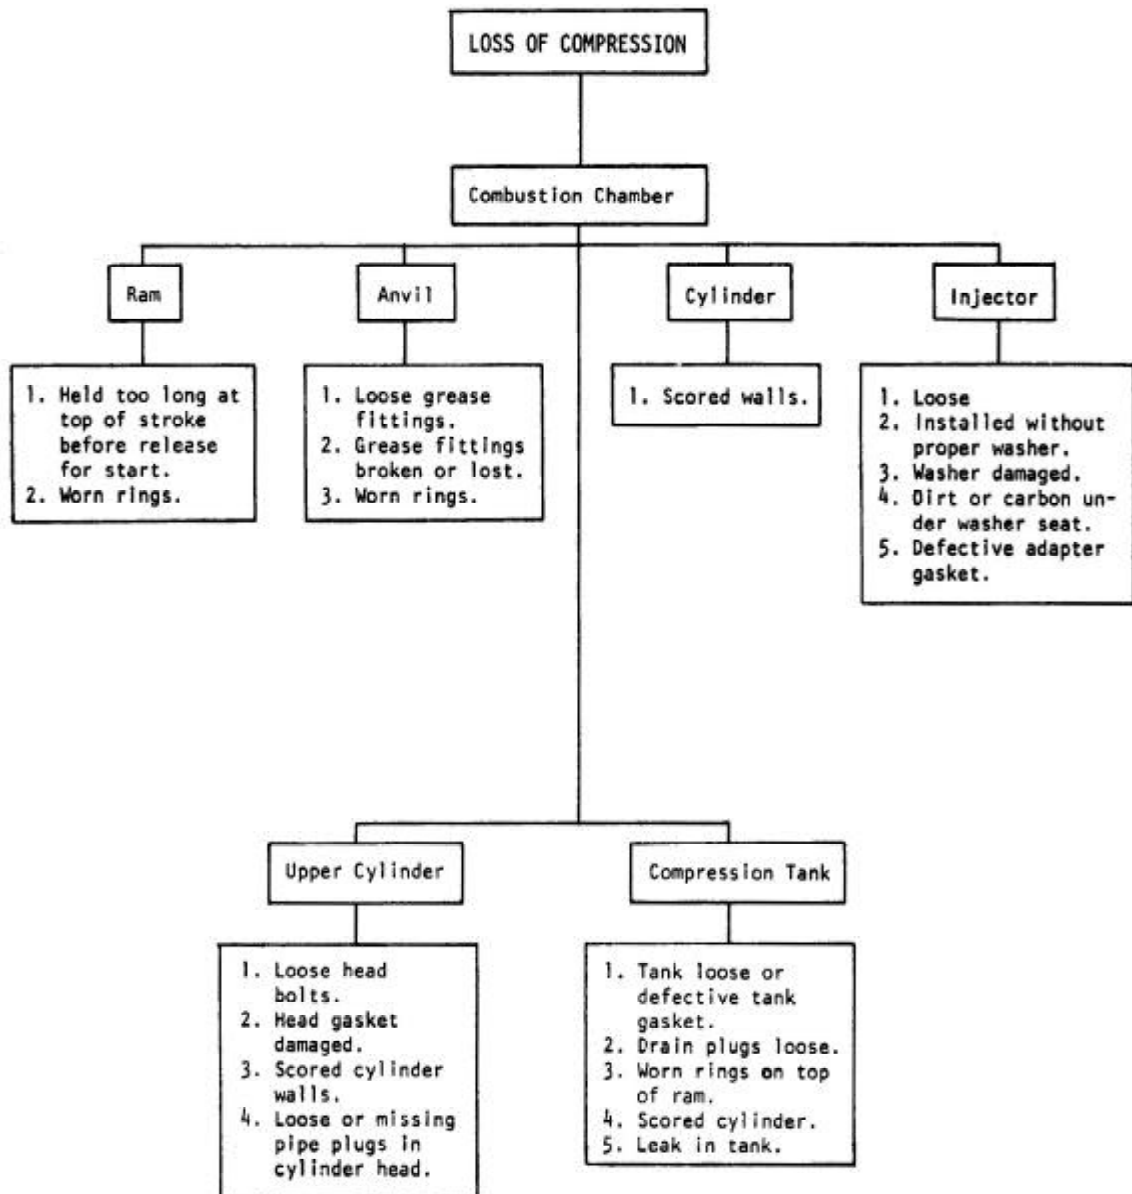 LOSS OF COMPRESSION
Combustion Chamber
Ram
Anvil
Cylinder
Injector
1. Held too long at
top of stroke
before release
for start.
2. Worn rings.
1. Loose grease
fittings.
2. Grease fittings
broken or lost.
3. Worn rings.
1. Scored walls.
1. Loose
2. Installed without
proper washer.
3. Washer damaged.
4. Dirt or carbon un-
der washer seat.
5. Defective adapter
gasket.
Upper Cylinder
Compression Tank
1. Loose head
bolts.
2. Head gasket
damaged.
3. Scored cylinder
walls.
4. Loose or missing
pipe plugs in
cylinder head.
1. Tank loose or
defective tank
gasket.
2. Drain plugs loose.
3. Worn rings on top
of ram.
4. Scored cylinder.
5. Leak in tank.